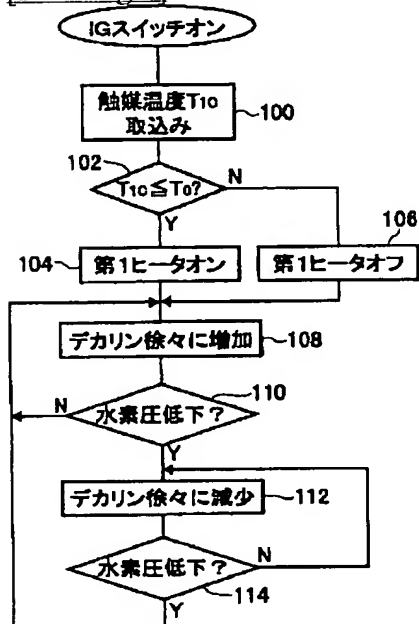 IGスイッチオン
触媒温度T1C
取込み
100
102
T1C≦T0?
N
Y
106
104
第1ヒータオン
第1ヒータオフ
デカリン徐々に増加
108
110
N
水素圧低下?
Y
デカリン徐々に減少
112
水素圧低下?
N
114
Y